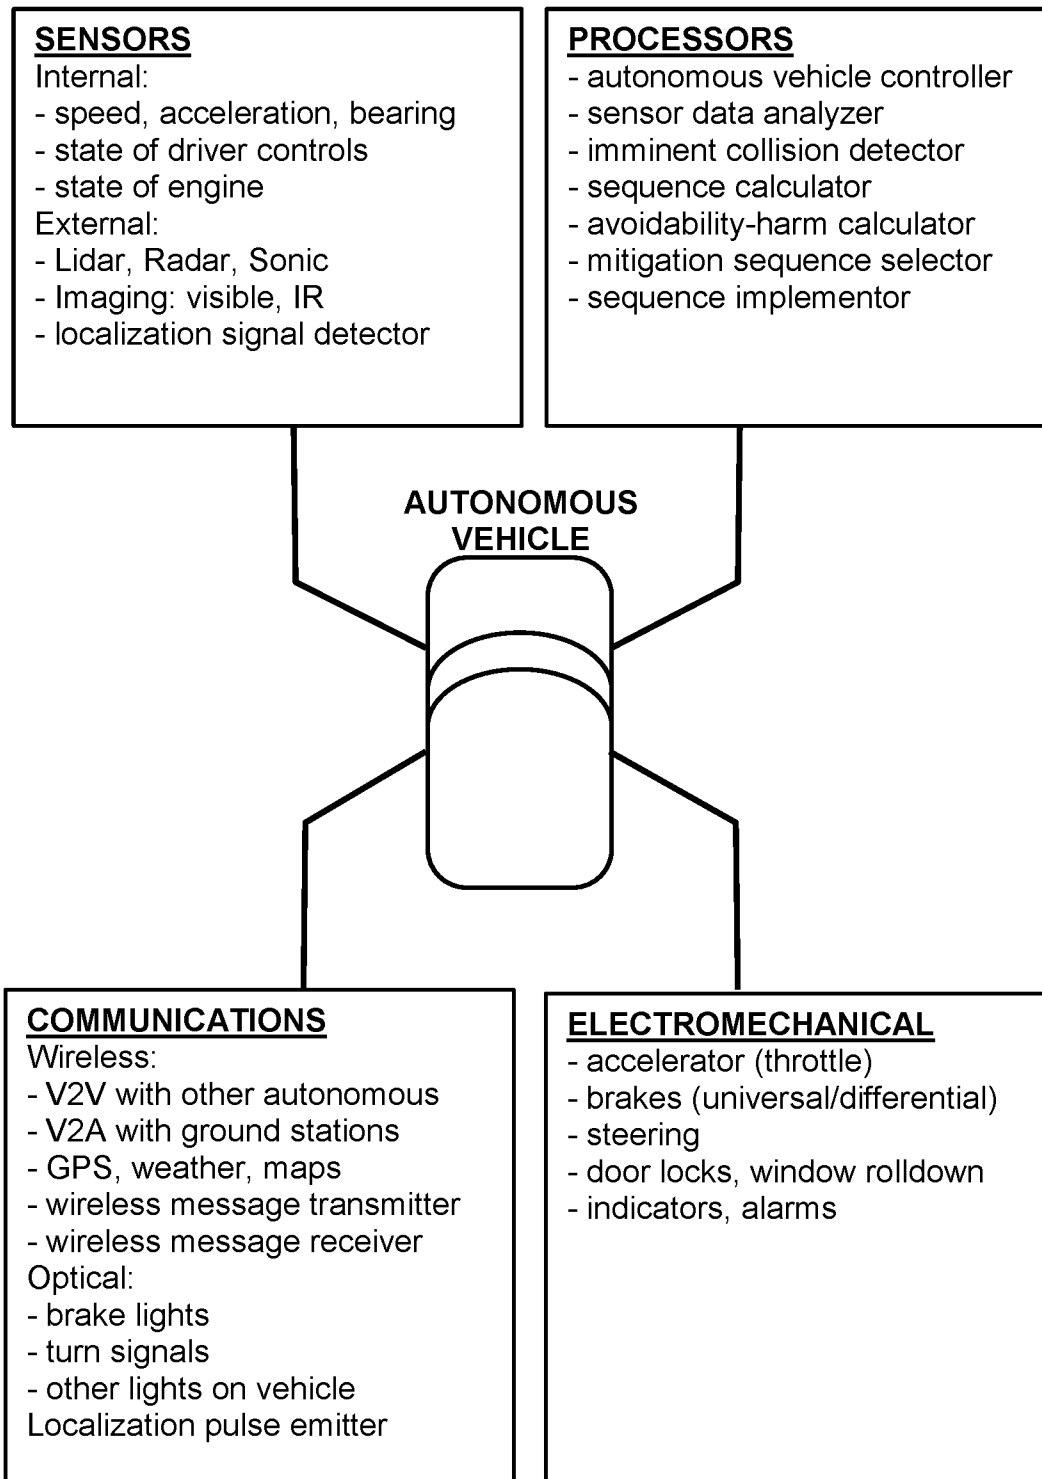 SENSORS
Internal:
- speed, acceleration, bearing
- state of driver controls
- state of engine
External:
- Lidar, Radar, Sonic
- Imaging: visible, IR
- localization signal detector
PROCESSORS
- autonomous vehicle controller
- sensor data analyzer
- imminent collision detector
- sequence calculator
- avoidability-harm calculator
- mitigation sequence selector
- sequence implementor
AUTONOMOUS
VEHICLE
COMMUNICATIONS
Wireless:
- V2V with other autonomous
- V2A with ground stations
- GPS, weather, maps
- wireless message transmitter
- wireless message receiver
Optical:
- brake lights
- turn signals
- other lights on vehicle
Localization pulse emitter
ELECTROMECHANICAL
- accelerator (throttle)
- brakes (universal/differential)
- steering
- door locks, window rolldown
- indicators, alarms